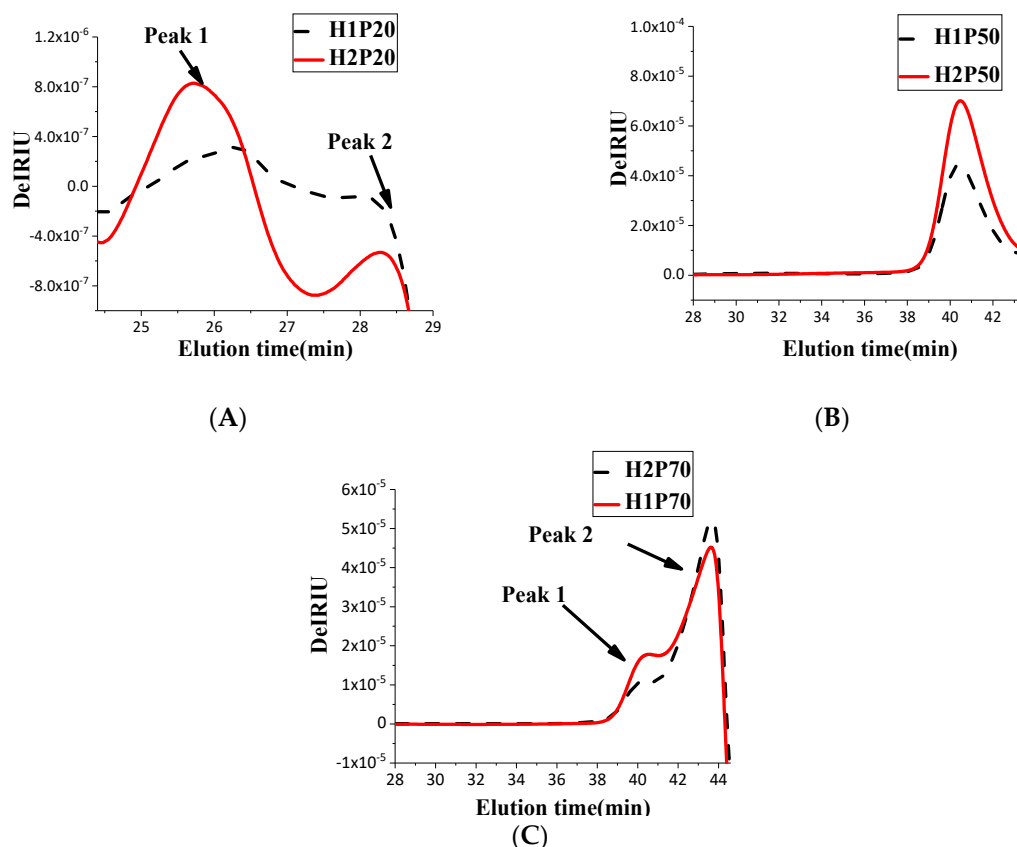 H1P20
H2P20
Peak 1
Peak 2
1.2x10⁻⁶
8.0x10⁻⁷
4.0x10⁻⁷
0.0
-4.0x10⁻⁷
-8.0x10⁻⁷
DeIRIU
25 26 27 28 29
Elution time(min)
(A)
H1P50
H2P50
1.0x10⁻⁴
8.0x10⁻⁵
6.0x10⁻⁵
4.0x10⁻⁵
2.0x10⁻⁵
0.0
DeIRIU
28 30 32 34 36 38 40 42
Elution time(min)
(B)
H2P70
H1P70
Peak 2
Peak 1
6x10⁻⁵
5x10⁻⁵
4x10⁻⁵
3x10⁻⁵
2x10⁻⁵
1x10⁻⁵
0
-1x10⁻⁵
DeIRIU
28 30 32 34 36 38 40 42 44
Elution time(min)
(C)